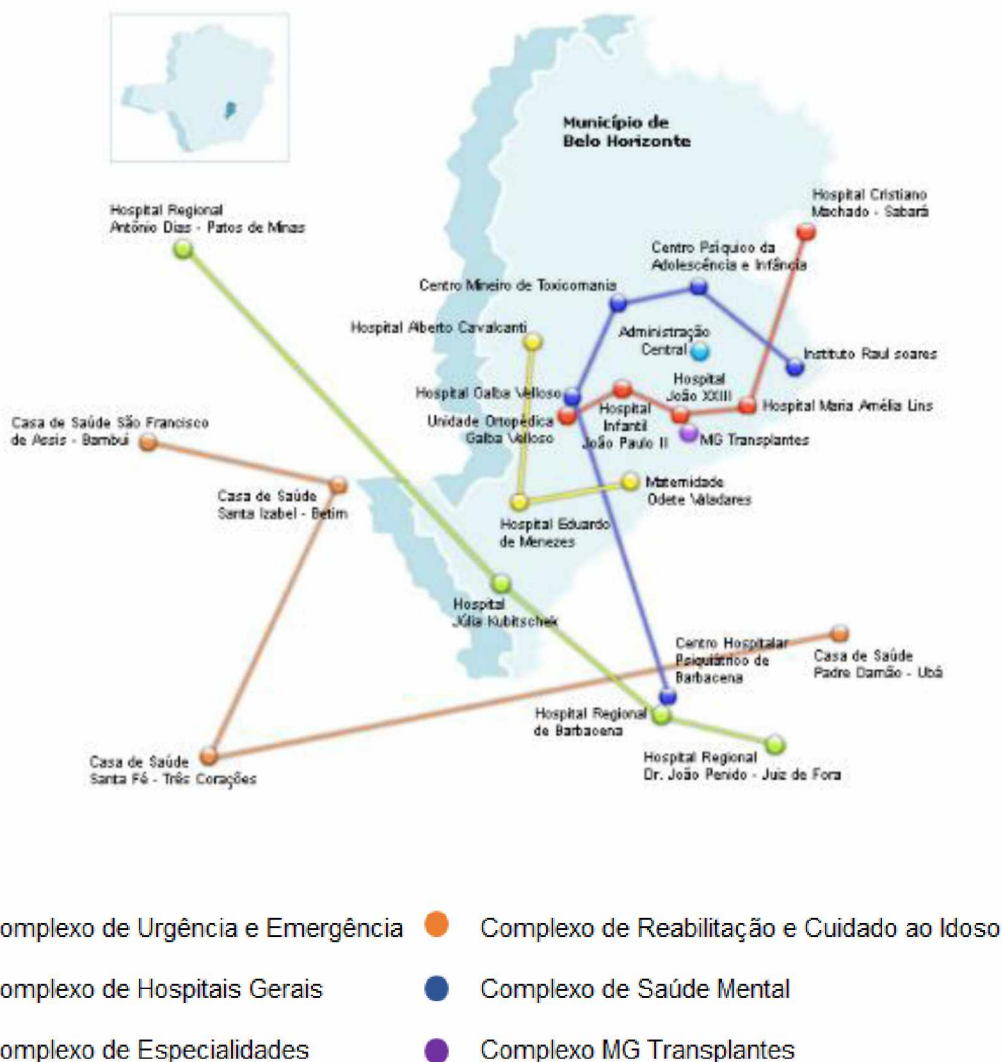 Município de
Belo Horizonte
Hospital Cristiano
Machado - Sabará
Hospital Regional
Antônio Dias - Patos de Minas
Centro Psíquico da
Adolescência e Infância
Centro Mineiro de Toxicomania
Hospital Alberto Cavalcanti
Administração
Central
Instituto Raul soares
Hospital
João XXIII
Hospital Galba Velloso
Hospital Maria Amélia Lins
Unidade Ortopédica
Galba Velloso
Hospital
Infantil
João Paulo II
MG Transplantes
Casa de Saúde São Francisco
de Assis - Bambuí
Casa de Saúde
Santa Izabel - Betim
Maternidade
Odete Valadares
Hospital Eduardo
de Menezes
Hospital
Júlia Kubitschek
Centro Hospitalar
Psiquiátrico de
Barbacena
Casa de Saúde
Padre Damião - Ubá
Hospital Regional
de Barbacena
Casa de Saúde
Santa Fé - Três Corações
Hospital Regional
Dr. João Penido - Juiz de Fora
omplexo de Urgência e Emergência
Complexo de Reabilitação e Cuidado ao Idoso
omplexo de Hospitais Gerais
Complexo de Saúde Mental
omplexo de Especialidades
Complexo MG Transplantes